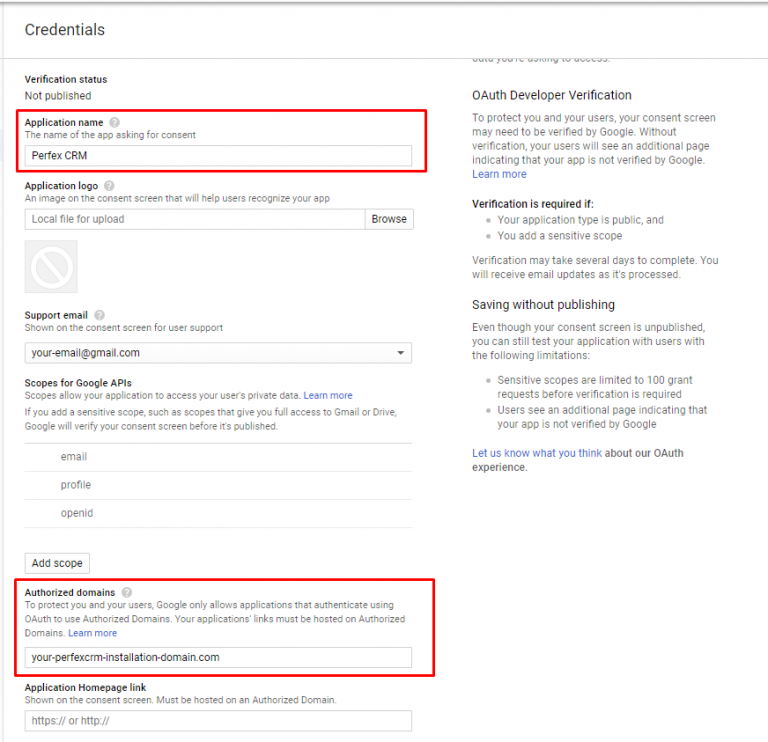 Credentials
Verification status
Not published
Application name
The name of the app asking for consent
Perfex CRM
Application logo
An image on the consent screen that will help users recognize your app
Local file for upload
Browse
Support email
Shown on the consent screen for user support
your-email@gmail.com
Scopes for Google APIs
Scopes allow your application to access your user's private data. Learn more
If you add a sensitive scope, such as scopes that give you full access to Gmail or Drive,
Google will verify your consent screen before it's published.
email
profile
openid
Add scope
Authorized domains
To protect you and your users, Google only allows applications that authenticate using
OAuth to use Authorized Domains. Your applications' links must be hosted on Authorized
Domains. Learn more
your-perfexcrm-installation-domain.com
Application Homepage link
Shown on the consent screen. Must be hosted on an Authorized Domain.
https:// or http://
data you're asking to access.
OAuth Developer Verification
To protect you and your users, your consent screen
may need to be verified by Google. Without
verification, your users will see an additional page
indicating that your app is not verified by Google.
Learn more
Verification is required if:
Your application type is public, and
You add a sensitive scope
Verification may take several days to complete. You
will receive email updates as it's processed.
Saving without publishing
Even though your consent screen is unpublished,
you can still test your application with users with
the following limitations:
Sensitive scopes are limited to 100 grant
requests before verification is required
Users see an additional page indicating that
your app is not verified by Google
Let us know what you think about our OAuth
experience.